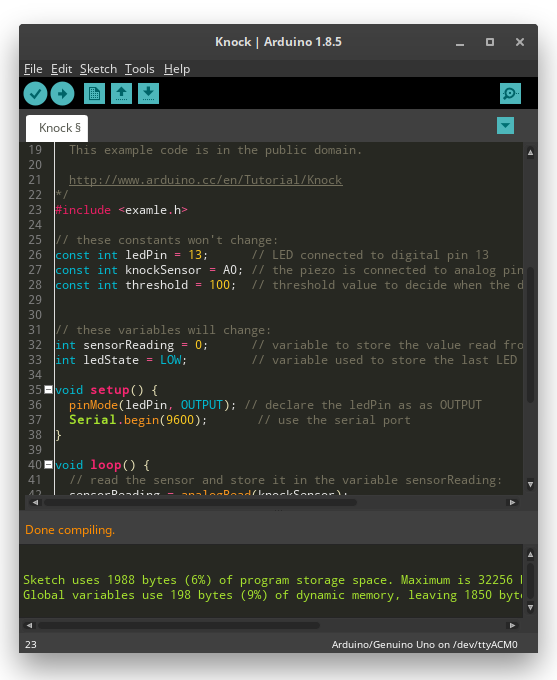 Knock | Arduino 1.8.5
File Edit Sketch Tools Help
Knock §
19 This example code is in the public domain.
20
21 http://www.arduino.cc/en/Tutorial/Knock
22 */
23 #include <examle.h>
24
25 // these constants won't change:
26 const int ledPin = 13; // LED connected to digital pin 13
27 const int knockSensor = A0; // the piezo is connected to analog pin
28 const int threshold = 100; // threshold value to decide when the d
29
30
31 // these variables will change:
32 int sensorReading = 0; // variable to store the value read fro
33 int ledState = LOW; // variable used to store the last LED
34
35 void setup() {
36 pinMode(ledPin, OUTPUT); // declare the ledPin as as OUTPUT
37 Serial.begin(9600); // use the serial port
38 }
39
40 void loop() {
41 // read the sensor and store it in the variable sensorReading:
42 sensorReading = analogRead(knockSensor);
Done compiling.
Sketch uses 1988 bytes (6%) of program storage space. Maximum is 32256
Global variables use 198 bytes (9%) of dynamic memory, leaving 1850 byt
23
Arduino/Genuino Uno on /dev/ttyACM0